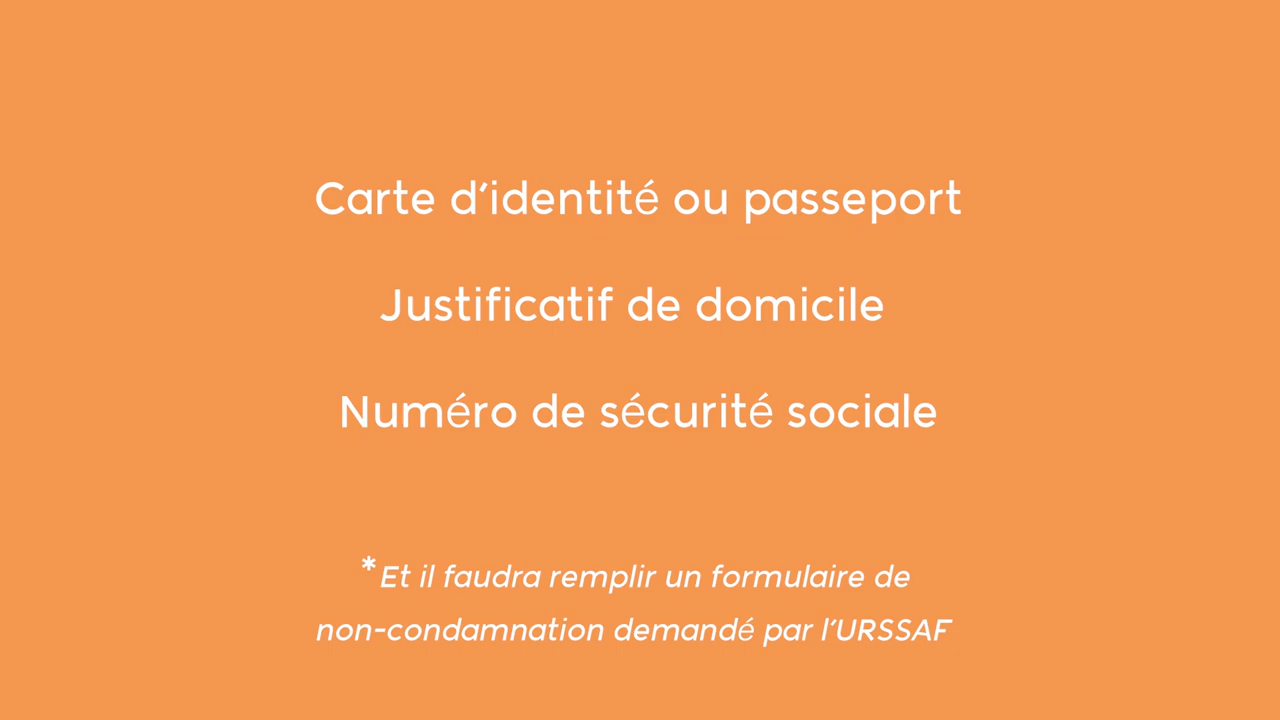 Carte d'identité ou passeport
Justificatif de domicile
Numéro de sécurité sociale
*Et il faudra remplir un formulaire de
non-condamnation demandé par l'URSSAF